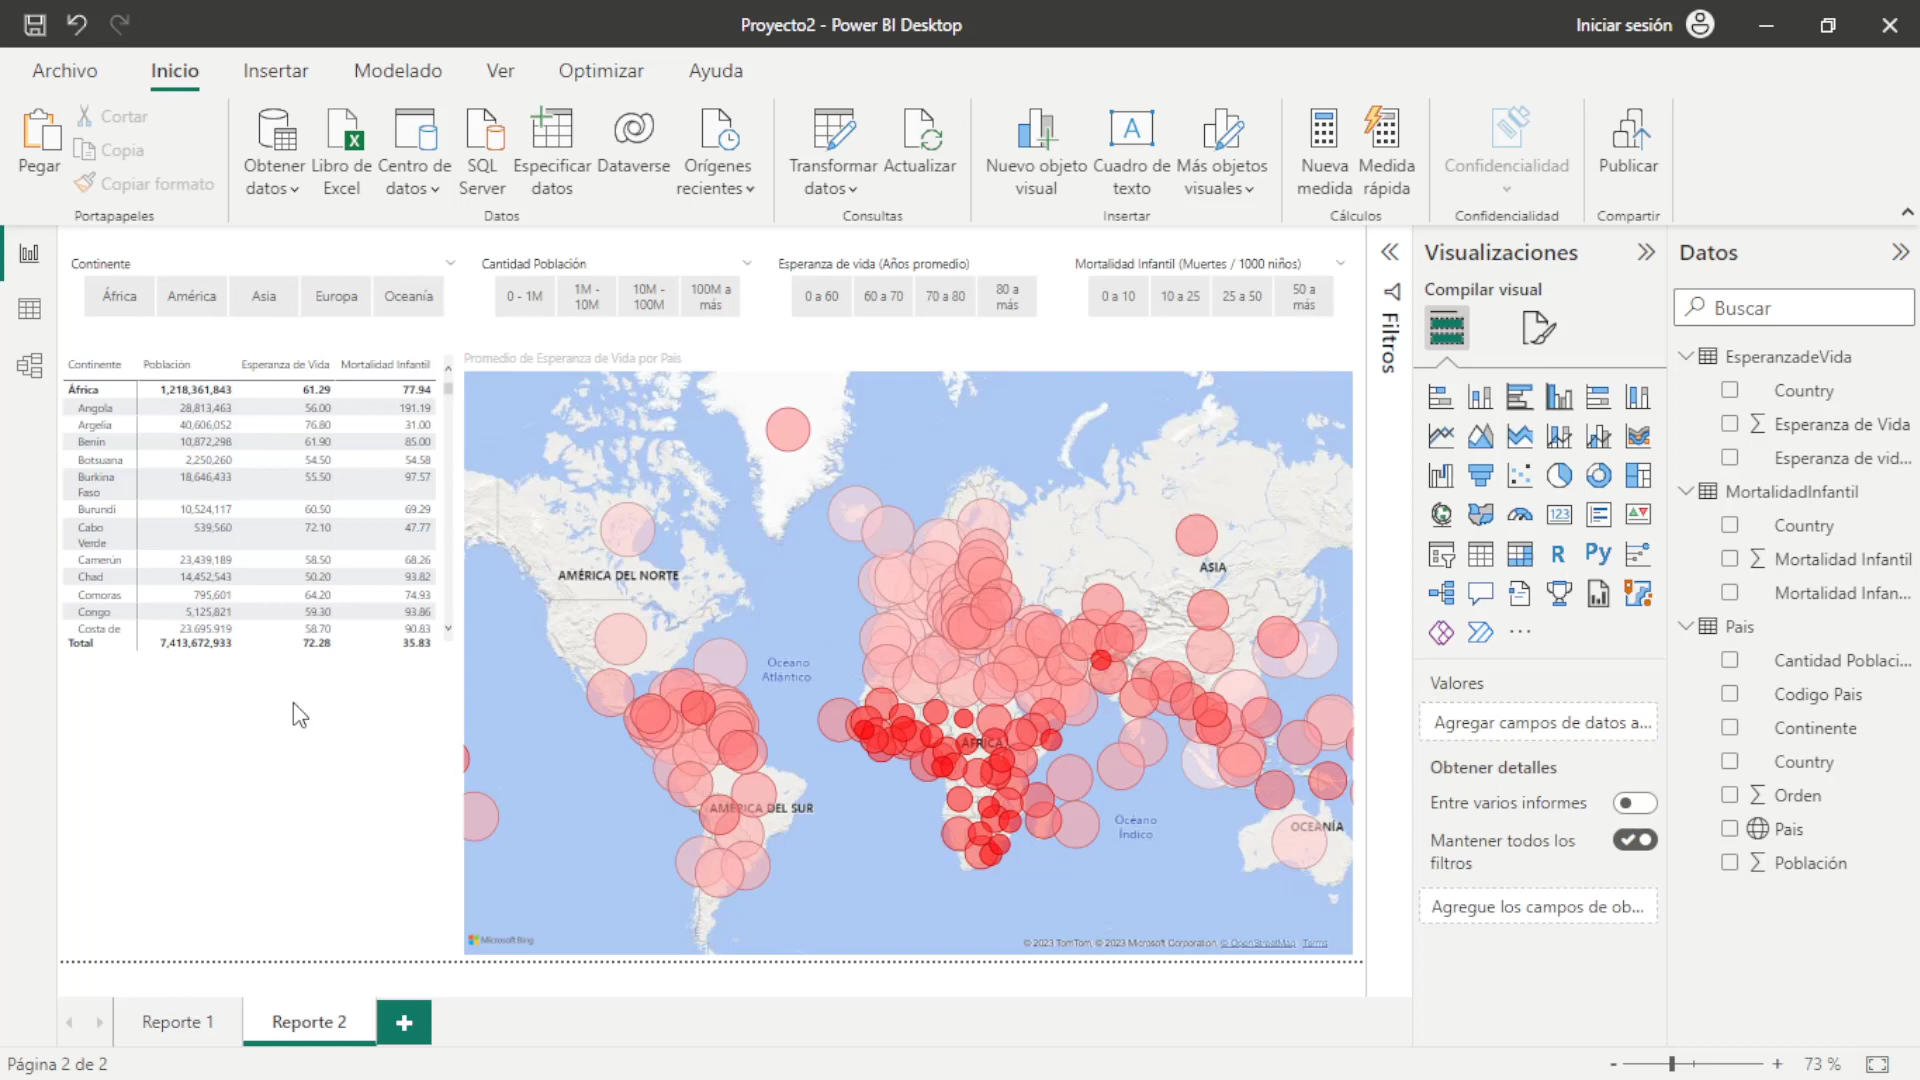 Proyecto2 - Power BI Desktop
Iniciar sesión
Archivo
Inicio
Insertar
Modelado
Ver
Optimizar
Ayuda
Pegar
Cortar
Copia
Copiar formato
Portapapeles
Obtener datos
Libro de Excel
Centro de datos
SQL Server
Especificar datos
Dataverse
Orígenes recientes
Datos
Transformar datos
Actualizar
Consultas
Nuevo objeto visual
Cuadro de texto
Más objetos visuales
Insertar
Nueva medida
Medida rápida
Cálculos
Confidencialidad
Confidencialidad
Publicar
Compartir
Continente
África
América
Asia
Europa
Oceanía
Cantidad Población
0 - 1M
1M - 10M
10M - 100M
100M a más
Esperanza de vida (Años promedio)
0 a 60
60 a 70
70 a 80
80 a más
Mortalidad Infantil (Muertes / 1000 niños)
0 a 10
10 a 25
25 a 50
50 a más
Continente Población Esperanza de Vida Mortalidad Infantil
África 1,218,361,843 61.29 77.94
Angola 28,813,463 56.00 191.19
Argelia 40,606,052 76.80 31.00
Benín 10,872,298 61.90 85.00
Botsuana 2,250,260 54.50 54.58
Burkina Faso 18,646,433 55.50 97.57
Burundi 10,524,117 60.50 69.29
Cabo Verde 539,560 72.10 47.77
Camerún 23,439,189 58.50 68.26
Chad 14,452,543 50.20 93.82
Comoras 795,601 64.20 74.93
Congo 5,125,821 59.30 93.86
Costa de 23,695,919 58.70 90.83
Total 7,413,672,933 72.28 35.83
Promedio de Esperanza de Vida por Pais
AMÉRICA DEL NORTE
ASIA
Océano Atlántico
ÁFRICA
AMÉRICA DEL SUR
Océano Índico
OCEANÍA
Microsoft Bing
© 2023 TomTom, © 2023 Microsoft Corporation, © OpenStreetMap Terms
Filtros
Visualizaciones
Compilar visual
123
R
Py
Valores
Agregar campos de datos a...
Obtener detalles
Entre varios informes
Mantener todos los filtros
Agregue los campos de ob...
Datos
Buscar
EsperanzadeVida
Country
Esperanza de Vida
Esperanza de vid...
MortalidadInfantil
Country
Mortalidad Infantil
Mortalidad Infan...
Pais
Cantidad Poblaci...
Codigo Pais
Continente
Country
Orden
Pais
Población
Reporte 1
Reporte 2
Página 2 de 2
73 %